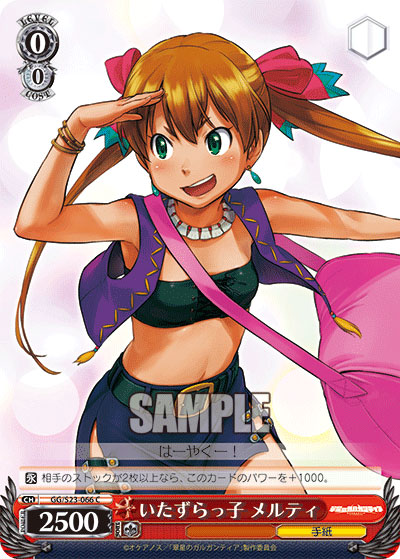 LEVEL
0
0
COST
SAMPLE
はーやくー！
永 相手のストックが2枚以上なら、このカードのパワーを+1000。
CH
GG/S23-066 C
いたずらっ子 メルティ
POWER
2500
手紙
©オケアノス／「翠星のガルガンティア」製作委員会